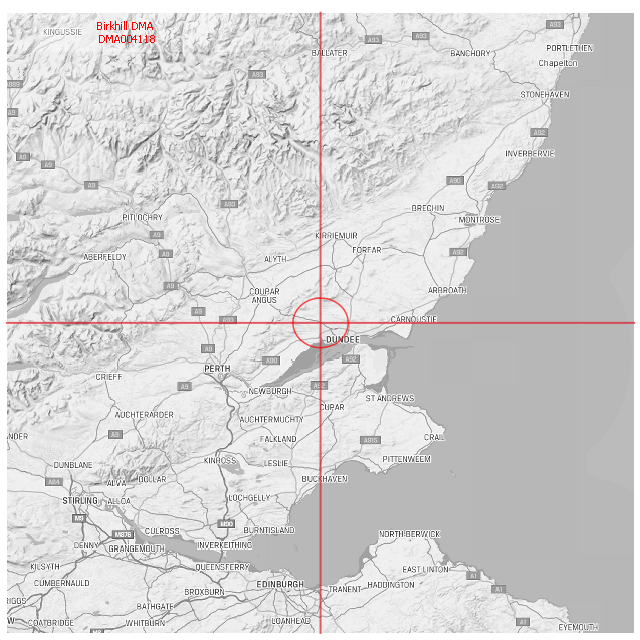 Birkhill DMA
KINGUSSIE
A93
DMA004118
A93
A93
PORTLETHEN
BALLATER
BANCHORY
Chapelton
A93
STONEHAVEN
A9
A92
A9
A9
INVERBERVIE
A9
A90
A92
A93
BRECHIN
PITLOCHRY
MONTROSE
A9
KIRRIEMUIR
FORFAR
A9
A92
ABERFELDY
ALYTH
A9
COUPAR
ANGUS
ARBROATH
A9
A93
CARNOUSTIE
DUNDEE
A9
A90
A92
PERTH
CRIEFF
A9
NEWBURGH
A92
ST ANDREWS
CUPAR
AUCHTERARDER
AUCHTERMUCHTY
A9
FALKLAND
A915
CRAIL
NDER
KINROSS
LESLIE
PITTENWEEM
DUNBLANE
BUCKHAVEN
A84
ALVA
DOLLAR
STIRLING
ALLOA
LOCHGELLY
M9
M90
CULROSS
BURNTISLAND
M876
NORTH BERWICK
DENNY
GRANGEMOUTH
INVERKEITHING
KILSYTH
QUEENSFERRY
EAST LINTON
A1
CUMBERNAULD
EDINBURGH
HADDINGTON
TRANENT
A1
RIGGS
BROXBURN
BATHGATE
W
COATBRIDGE
WHITBURN
LOANHEAD
A1
EYEMOUTH